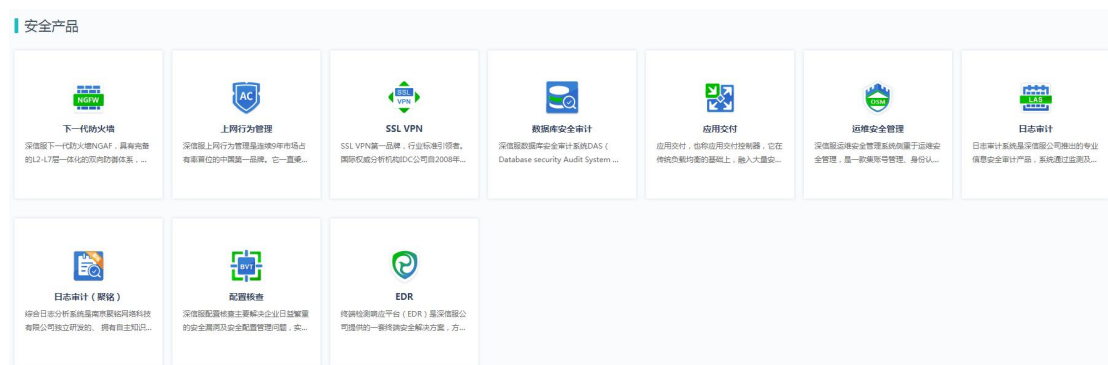 安全产品
NGFW
下一代防火墙
深信服下一代防火墙NGAF，具有完备
的L2-L7层一体化的双向防御体系，...
AC
上网行为管理
深信服上网行为管理是连续9年市场占
有率首位的中国第一品牌。它一直秉...
SSL
VPN
SSL VPN
SSL VPN第一品牌，行业标准引领者。
国际权威分析机构IDC公司自2008年...
数据库安全审计
深信服数据库安全审计系统DAS（
Database security Audit System ...
应用交付
应用交付，也称应用交付控制器，它在
传统负载均衡的基础上，融入大量安...
OSM
运维安全管理
深信服运维安全管理系统侧重于运维安
全管理，是一款集账号管理、身份认...
LAS
日志审计
日志审计系统是深信服公司推出的专业
信息安全审计产品，系统通过监测及...
日志审计（聚铭）
综合日志分析系统是南京聚铭网络科技
有限公司独立研发的、 拥有自主知识...
BVT
配置核查
深信服配置核查主要解决企业日益繁重
的安全漏洞及安全配置管理问题，实...
EDR
终端检测响应平台（EDR）是深信服公
司提供的一套终端安全解决方案，方...